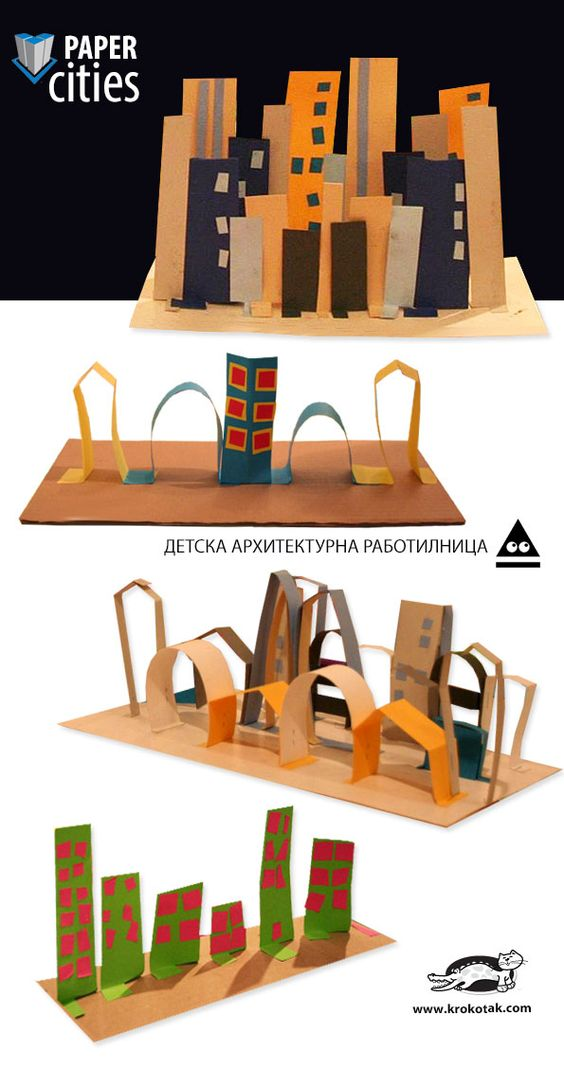 PAPER
cities
ДЕТСКА АРХИТЕКТУРНА РАБОТИЛНИЦА
www.krokotak.com